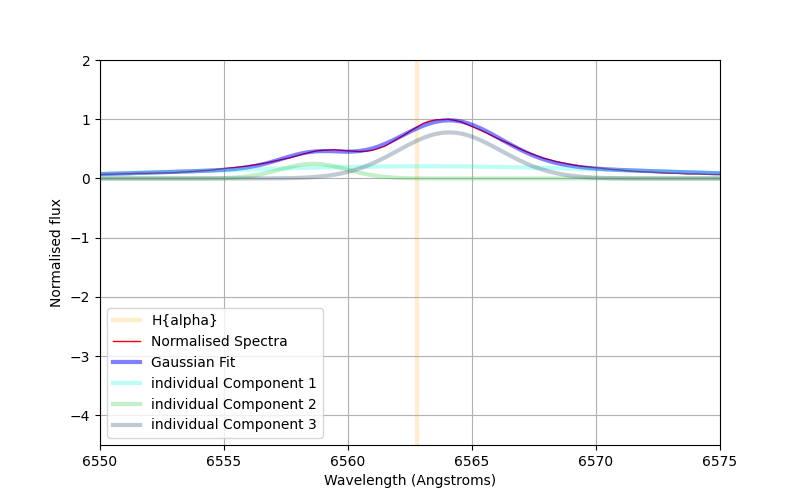 2
1
0
−1
−2
−3
−4
Normalised flux
H{alpha}
Normalised Spectra
Gaussian Fit
individual Component 1
individual Component 2
individual Component 3
6550 6555 6560 6565 6570 6575
Wavelength (Angstroms)